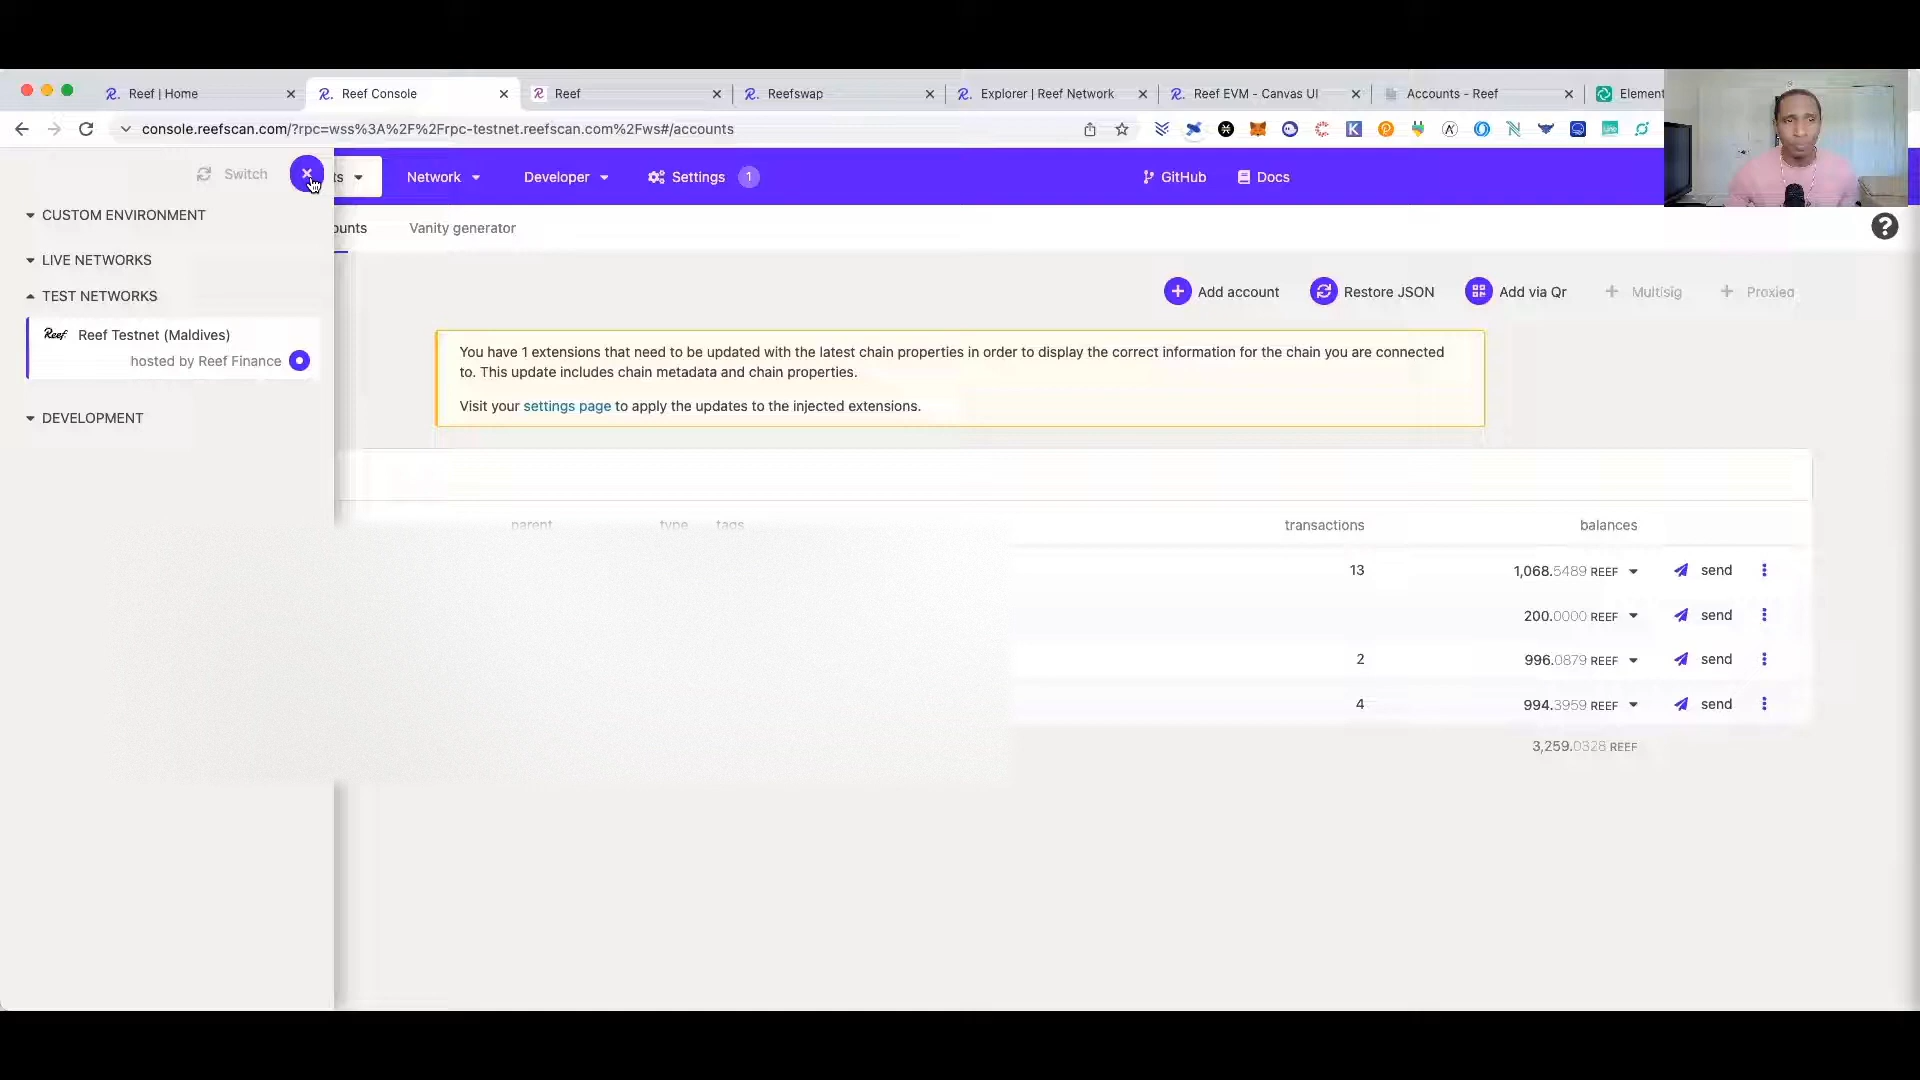 Reef | Home
Reef Console
Reef
Reefswap
Explorer | Reef Network
Reef EVM - Canvas UI
Accounts - Reef
Element
console.reefscan.com/?rpc=wss%3A%2F%2Frpc-testnet.reefscan.com%2Fws#/accounts
Switch
ts
Network
Developer
Settings
1
GitHub
Docs
CUSTOM ENVIRONMENT
LIVE NETWORKS
TEST NETWORKS
Reef Reef Testnet (Maldives)
hosted by Reef Finance
DEVELOPMENT
ounts
Vanity generator
Add account
Restore JSON
Add via Qr
Multisig
Proxied
You have 1 extensions that need to be updated with the latest chain properties in order to display the correct information for the chain you are connected
to. This update includes chain metadata and chain properties.
Visit your settings page to apply the updates to the injected extensions.
parent type tags transactions balances
13 1,068.5489 REEF send
200.0000 REEF send
2 996.0879 REEF send
4 994.3959 REEF send
3,259.0328 REEF